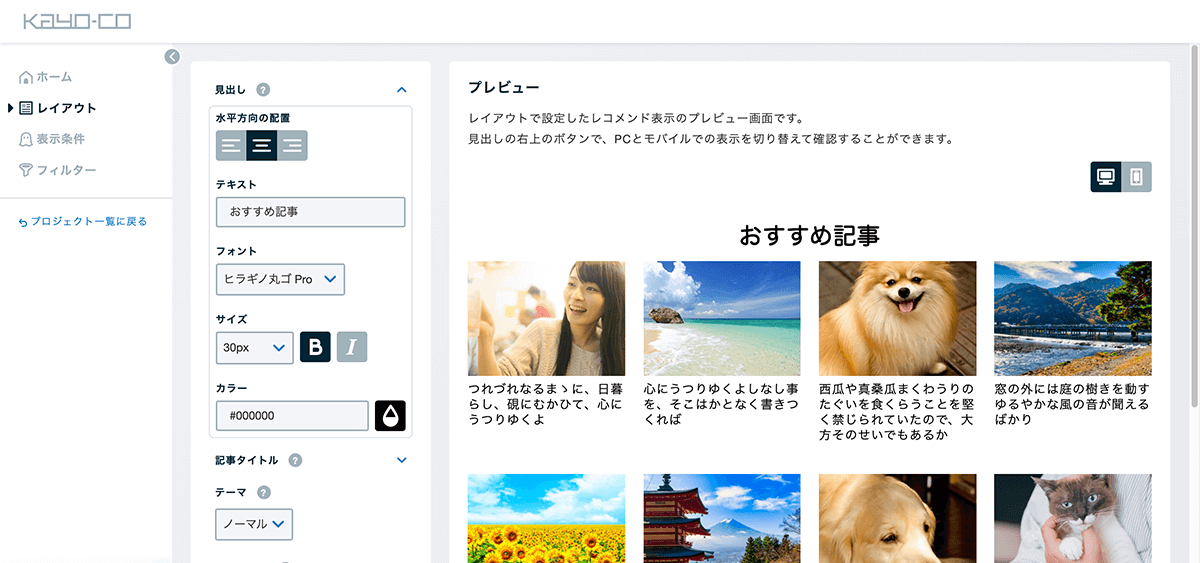 KAYO-CO
ホーム
レイアウト
表示条件
フィルター
プロジェクト一覧に戻る
見出し ?
水平方向の配置
テキスト
おすすめ記事
フォント
ヒラギノ丸ゴ Pro
サイズ
30px
B I
カラー
#000000
記事タイトル ?
テーマ ?
ノーマル
プレビュー
レイアウトで設定したレコメンド表示のプレビュー画面です。
見出しの右上のボタンで、PCとモバイルでの表示を切り替えて確認することができます。
おすすめ記事
つれづれなるまゝに、日暮
らし、硯にむかひて、心に
うつりゆくよ
心にうつりゆくよしなし事
を、そこはかとなく書きつ
くれば
西瓜や真桑瓜まくわうりの
たぐいを食くらうことを堅
く禁じられていたので、大
方そのせいでもあるか
窓の外には庭の樹きを動す
ゆるやかな風の音が聞える
ばかり